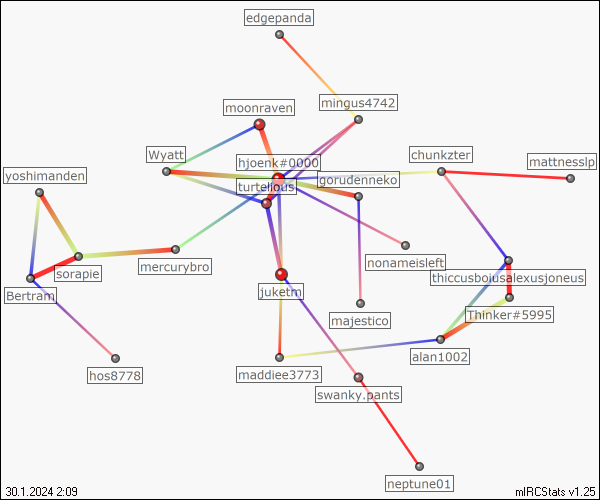 edgepanda
mingus4742
moonraven
Wyatt
hjoenk#0000
chunkzter
mattnesslp
yoshimanden
turtelious
gorudenneko
sorapie
mercurybro
nonameisleft
thiccusboiusalexusjoneus
Bertram
juketm
majestico
Thinker#5995
hos8778
maddiee3773
alan1002
swanky.pants
neptune01
30.1.2024 2:09
mIRCStats v1.25